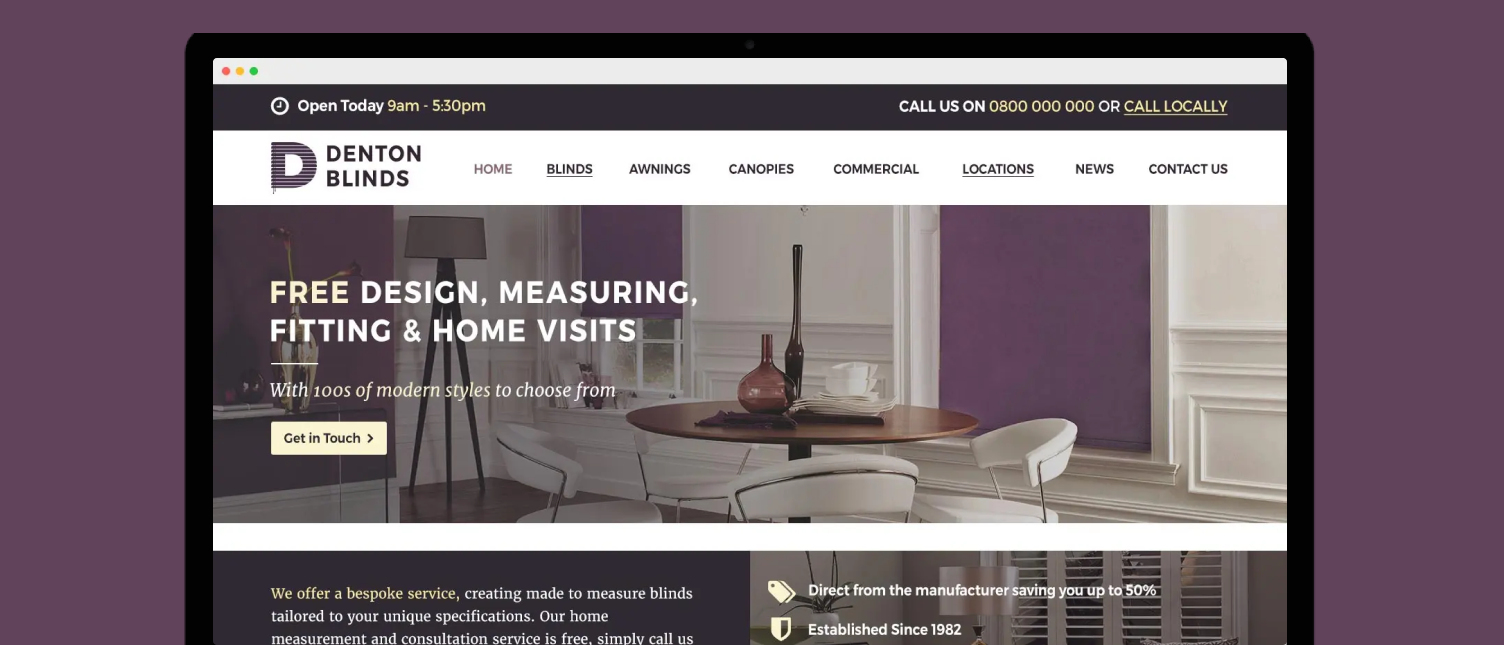 Open Today 9am - 5:30pm
CALL US ON 0800 000 000 OR CALL LOCALLY
D DENTON
BLINDS
HOME BLINDS AWNINGS CANOPIES COMMERCIAL LOCATIONS NEWS CONTACT US
FREE DESIGN, MEASURING,
FITTING & HOME VISITS
With 100s of modern styles to choose from
Get in Touch >
We offer a bespoke service, creating made to measure blinds
tailored to your unique specifications. Our home
measurement and consultation service is free, simply call us
Direct from the manufacturer saving you up to 50%
Established Since 1982